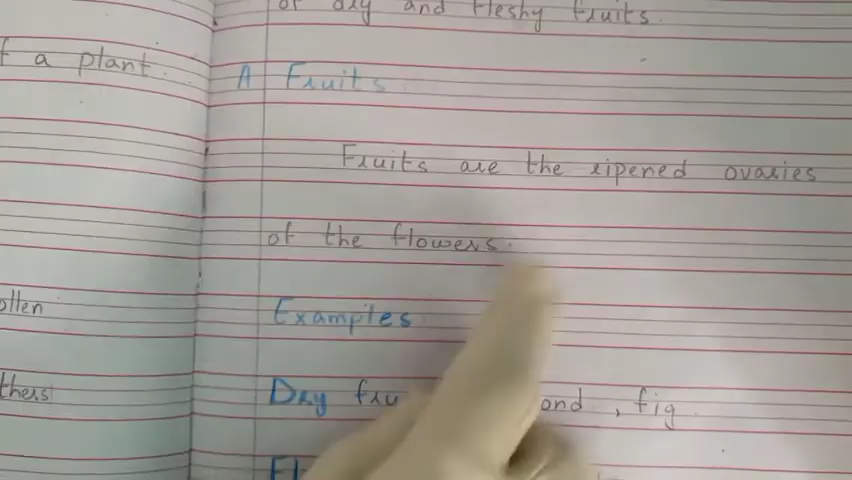 of dry and fleshy fruits.
f a plant.
A Fruits
Fruits are the ripened ovaries
of the flowers.
Examples
ollen
thers
Dry fru ond , fig
Fl